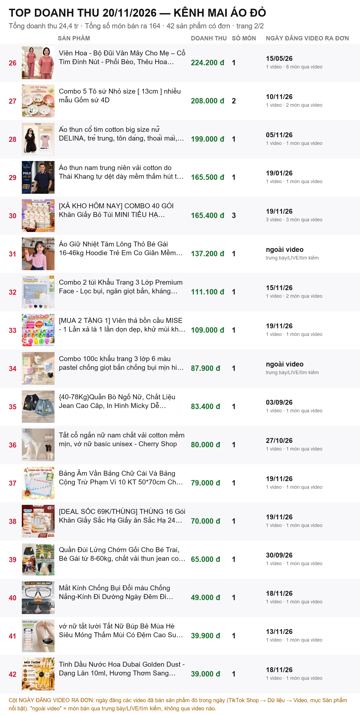 TOP DOANH THU 20/11/2026 — KÊNH MAI ÁO ĐỎ
Tổng doanh thu 24,4 tr · Tổng số món bán ra 164 · 42 sản phẩm có đơn · trang 2/2
SẢN PHẨM DOANH THU SỐ MÓN NGÀY ĐĂNG VIDEO RA ĐƠN
26 Viên Hoa - Bộ Đũi Vân Mây Cho Mẹ – Cổ 224.200 đ 1 15/05/26
Tim Đính Nút - Phối Bèo, Thêu Hoa... 1 video · 6 món qua video
27 Combo 5 Tô sứ Nhỏ size [ 13cm ] nhiều 208.000 đ 2 10/11/26
mẫu Gốm sứ 4D 1 video · 2 món qua video
28 Áo thun cổ tim cotton big size nữ 199.000 đ 1 05/11/26
DELINA, trẻ trung, tôn dáng, thoải mái,... 1 video · 1 món qua video
29 Áo thun nam trung niên vải cotton do 165.500 đ 1 19/01/26
Thái Khang tự dệt dày mềm thấm hút t... 1 video · 1 món qua video
30 [XẢ KHO HÔM NAY] COMBO 40 GÓI 165.400 đ 3 19/11/26
Khăn Giấy Bỏ Túi MINI TIÊU HẠ... 3 video · 3 món qua video
31 Áo Giữ Nhiệt Tăm Lông Thỏ Bé Gái 137.200 đ 1 ngoài video
16-46kg Hoodie Trẻ Em Co Giãn Mềm... trưng bày/LIVE/tìm kiếm
32 Combo 2 túi Khẩu Trang 3 Lớp Premium 111.100 đ 1 15/11/26
Face - Lọc bụi, ngăn giọt bắn, kháng... 1 video · 2 món qua video
33 [MUA 2 TẶNG 1] Viên thả bồn cầu MISE 109.000 đ 1 19/11/26
- 1 Lần xả là 1 lần dọn dẹp, khử mùi kh... 1 video · 1 món qua video
34 Combo 100c khẩu trang 3 lớp 6 màu 87.900 đ 1 ngoài video
pastel chống giọt bắn chống bụi mịn hì... trưng bày/LIVE/tìm kiếm
35 {40-78Kg}Quần Bò Ngố Nữ, Chất Liệu 83.400 đ 1 03/09/26
Jean Cao Cấp, In Hình Micky Dễ... 1 video · 1 món qua video
36 Tất cổ ngắn nữ nam chất vải cotton mềm 80.000 đ 1 27/10/26
mịn, vớ nữ basic unisex - Cherry Shop 1 video · 1 món qua video
37 Bảng Âm Vần Bảng Chữ Cái Và Bảng 79.000 đ 1 19/11/26
Cộng Trừ Phạm Vi 10 KT 50*70cm Ch... 1 video · 1 món qua video
38 [DEAL SỐC 69K/THÙNG] THÙNG 16 Gói 70.000 đ 1 19/11/26
Khăn Giấy Sắc Hạ Giấy ăn Sắc Hạ 24... 1 video · 1 món qua video
39 Quần Đùi Lửng Chớm Gối Cho Bé Trai, 65.000 đ 1 30/09/26
Bé Gái từ 8-60kg, chất vải thun jean co... 1 video · 1 món qua video
40 Mắt Kính Chống Bụi Đổi màu Chống 49.000 đ 1 18/11/26
Nắng-Kính Đi Dường Ngày Đêm Đi... 1 video · 1 món qua video
41 vớ nữ tất lười Tất Nữ Búp Bê Mùa Hè 39.900 đ 1 13/11/26
Siêu Mỏng Thấm Mùi Có Đệm Cao Su... 1 video · 1 món qua video
42 Tinh Dầu Nước Hoa Dubai Golden Dust - 39.000 đ 1 18/11/26
Dạng Lăn 10ml, Hương Thơm Sang... 1 video · 1 món qua video
Cột NGÀY ĐĂNG VIDEO RA ĐƠN: ngày đăng các video đã bán sản phẩm đó trong ngày (TikTok Shop → Dữ liệu → Video, mục Sản phẩm
nổi bật). "ngoài video" = món bán qua trưng bày/LIVE/tìm kiếm, không qua video nào.